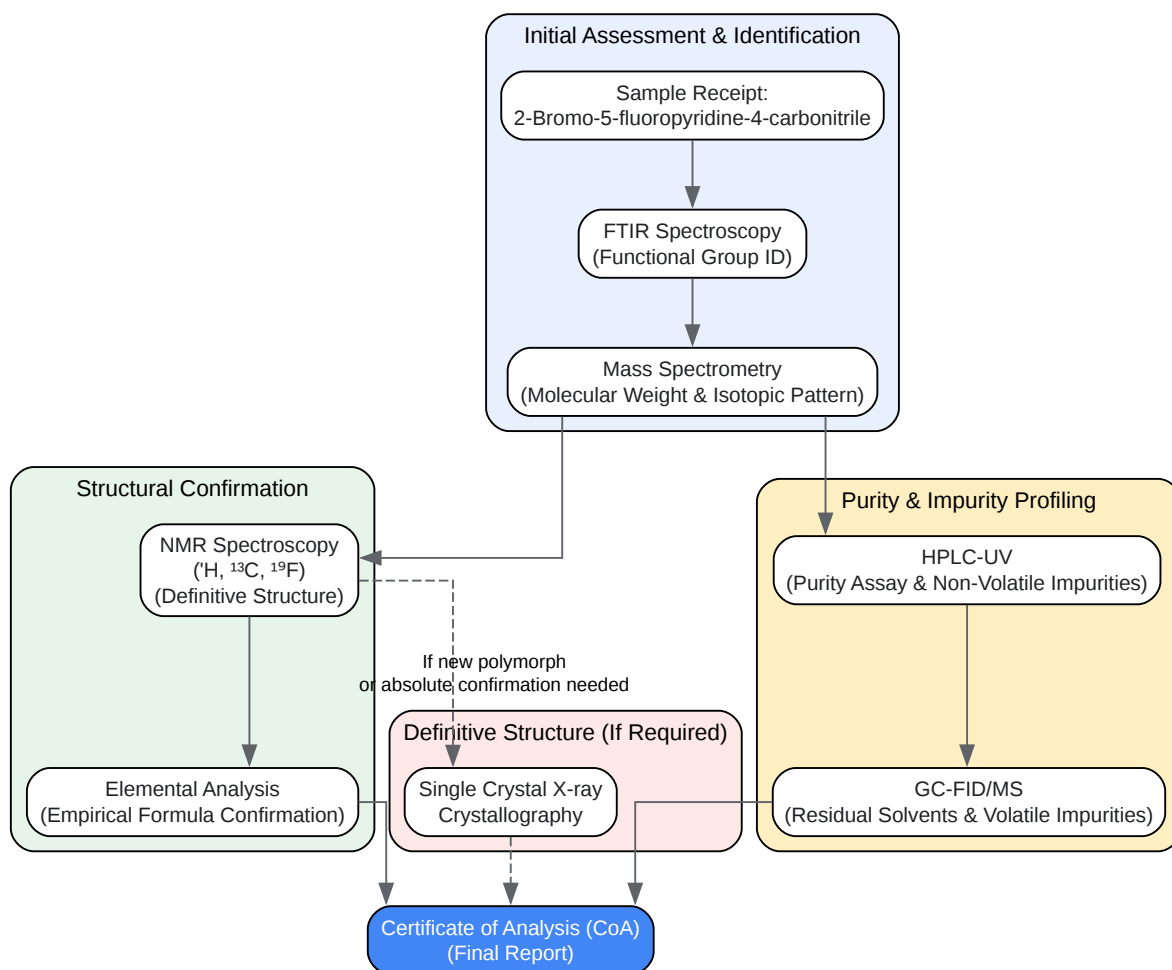 Initial Assessment & Identification
Sample Receipt:
2-Bromo-5-fluoropyridine-4-carbonitrile
FTIR Spectroscopy
(Functional Group ID)
Mass Spectrometry
(Molecular Weight & Isotopic Pattern)
Structural Confirmation
NMR Spectroscopy
('H, ¹³C, ¹⁹F)
(Definitive Structure)
Purity & Impurity Profiling
HPLC-UV
(Purity Assay & Non-Volatile Impurities)
If new polymorph
or absolute confirmation needed
Elemental Analysis
(Empirical Formula Confirmation)
Definitive Structure (If Required)
Single Crystal X-ray
Crystallography
GC-FID/MS
(Residual Solvents & Volatile Impurities)
Certificate of Analysis (CoA)
(Final Report)